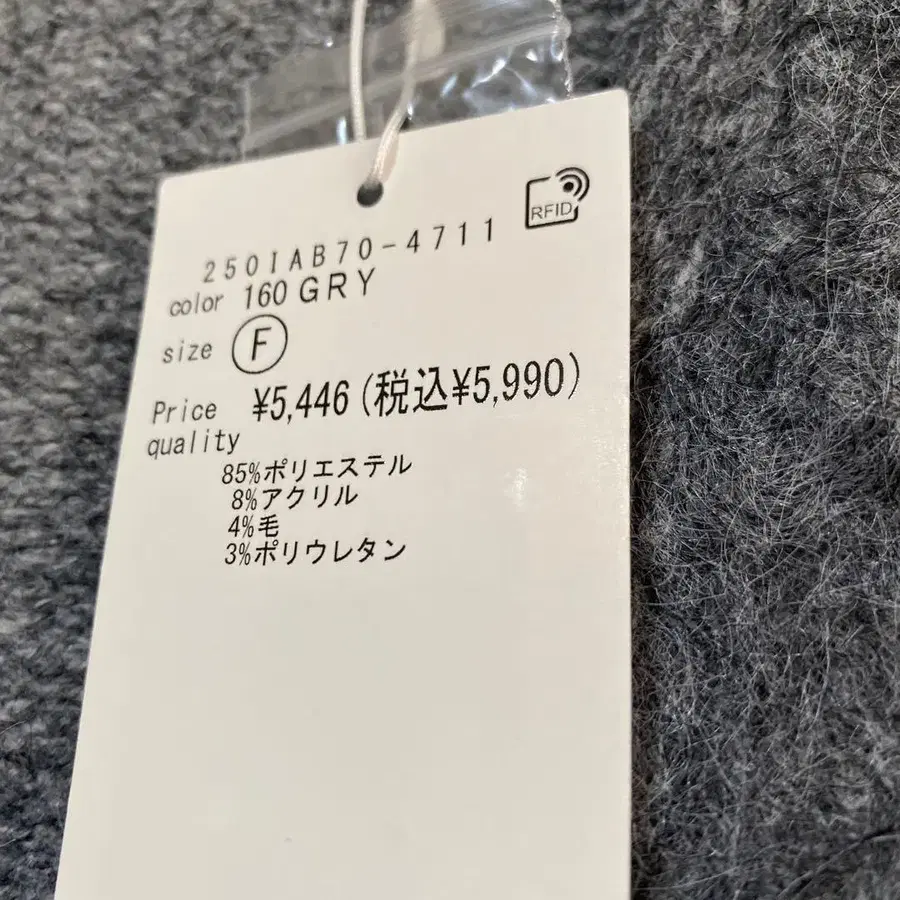 RFID
250IAB70-4711
color 160 GRY
size F
Price ¥5,446(税込¥5,990)
quality
85%ポリエステル
8%アクリル
4%毛
3%ポリウレタン